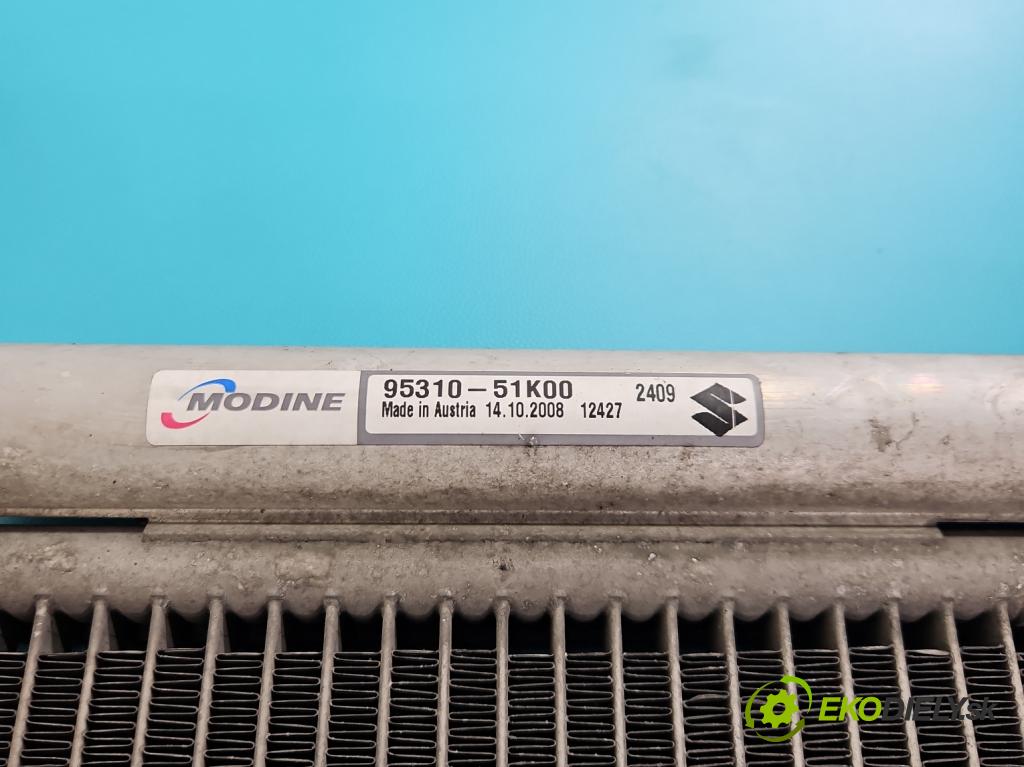 MODINE
95310-51K00 2409
Made in Austria 14.10.2008 12427
EKODIELY.sk